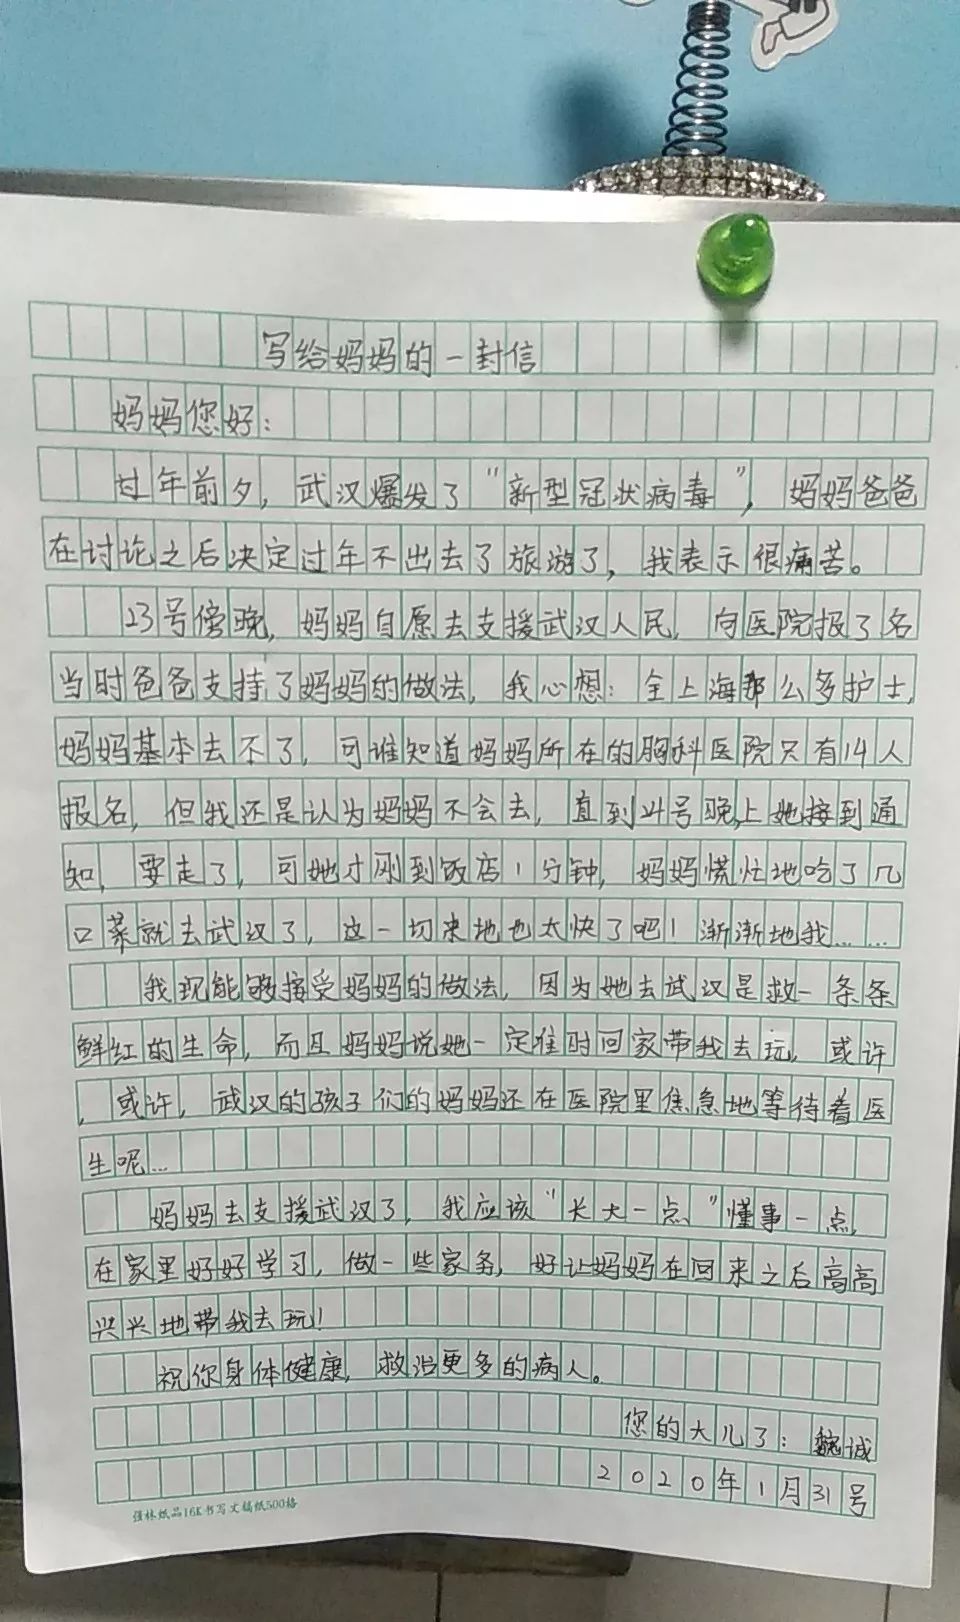 写给妈妈的一封信
妈妈您好：
过年前夕，武汉爆发了“新型冠状病毒”，妈妈爸爸
在讨论之后决定过年不出去了旅游了，我表示很痛苦。
23号傍晚，妈妈自愿去支援武汉人民，向医院报了名
当时爸爸支持了妈妈的做法，我心想：全上海那么多护士，
妈妈基本去不了，可谁知道妈妈所在的胸科医院只有14人
报名，但我还是认为妈妈不会去，直到24号晚上她接到通
知，要走了，可她才刚到饭店1分钟，妈妈慌忙地吃了几
口菜就去武汉了，这一切来地也太快了吧！渐渐地我……
我现能够接受妈妈的做法，因为她去武汉是救一条条
鲜红的生命，而且妈妈说她一定准时回家带我去玩，或许
，或许，武汉的孩子们的妈妈还在医院里焦急地等待着医
生呢…
妈妈去支援武汉了，我应该“长大一点”懂事一点，
在家里好好学习，做一些家务，好让妈妈在回来之后高高
兴兴地带我去玩！
祝你身体健康，救治更多的病人。
您的大儿了：魏诚
2020年1月31号
强林纸品16K书写文稿纸500格